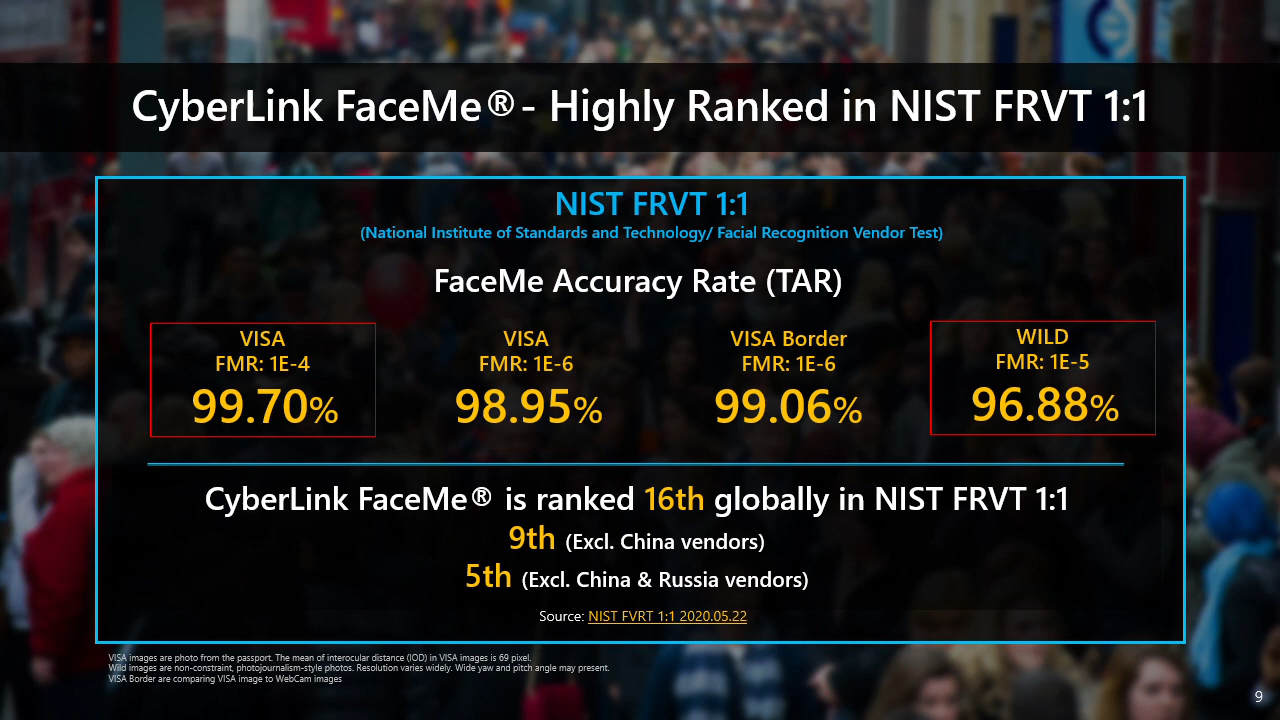 CyberLink FaceMe®- Highly Ranked in NIST FRVT 1:1
NIST FRVT 1:1
(National Institute of Standards and Technology/ Facial Recognition Vendor Test)
FaceMe Accuracy Rate (TAR)
VISA
FMR: 1E-4
99.70%
VISA
FMR: 1E-6
98.95%
VISA Border
FMR: 1E-6
99.06%
WILD
FMR: 1E-5
96.88%
CyberLink FaceMe® is ranked 16th globally in NIST FRVT 1:1
9th (Excl. China vendors)
5th (Excl. China & Russia vendors)
Source: NIST FVRT 1:1 2020.05.22
VISA images are photo from the passport. The mean of interocular distance (IOD) in VISA images is 69 pixel.
Wild images are non-constraint, photojournalism-style photos. Resolution varies widely. Wide yaw and pitch angle may present.
VISA Border are comparing VISA image to WebCam images
9